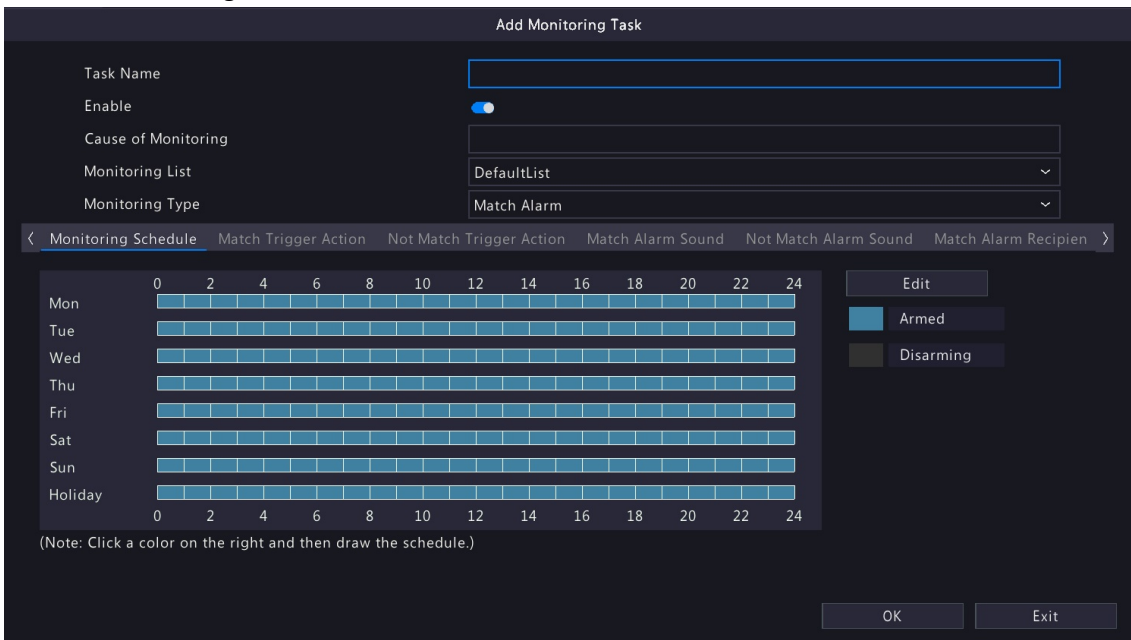 Add Monitoring Task
Task Name
Enable
Cause of Monitoring
Monitoring List DefaultList
Monitoring Type Match Alarm
Monitoring Schedule Match Trigger Action Not Match Trigger Action Match Alarm Sound Not Match Alarm Sound Match Alarm Recipien
0 2 4 6 8 10 12 14 16 18 20 22 24
Mon
Tue
Wed
Thu
Fri
Sat
Sun
Holiday
0 2 4 6 8 10 12 14 16 18 20 22 24
Edit
Armed
Disarming
(Note: Click a color on the right and then draw the schedule.)
OK Exit